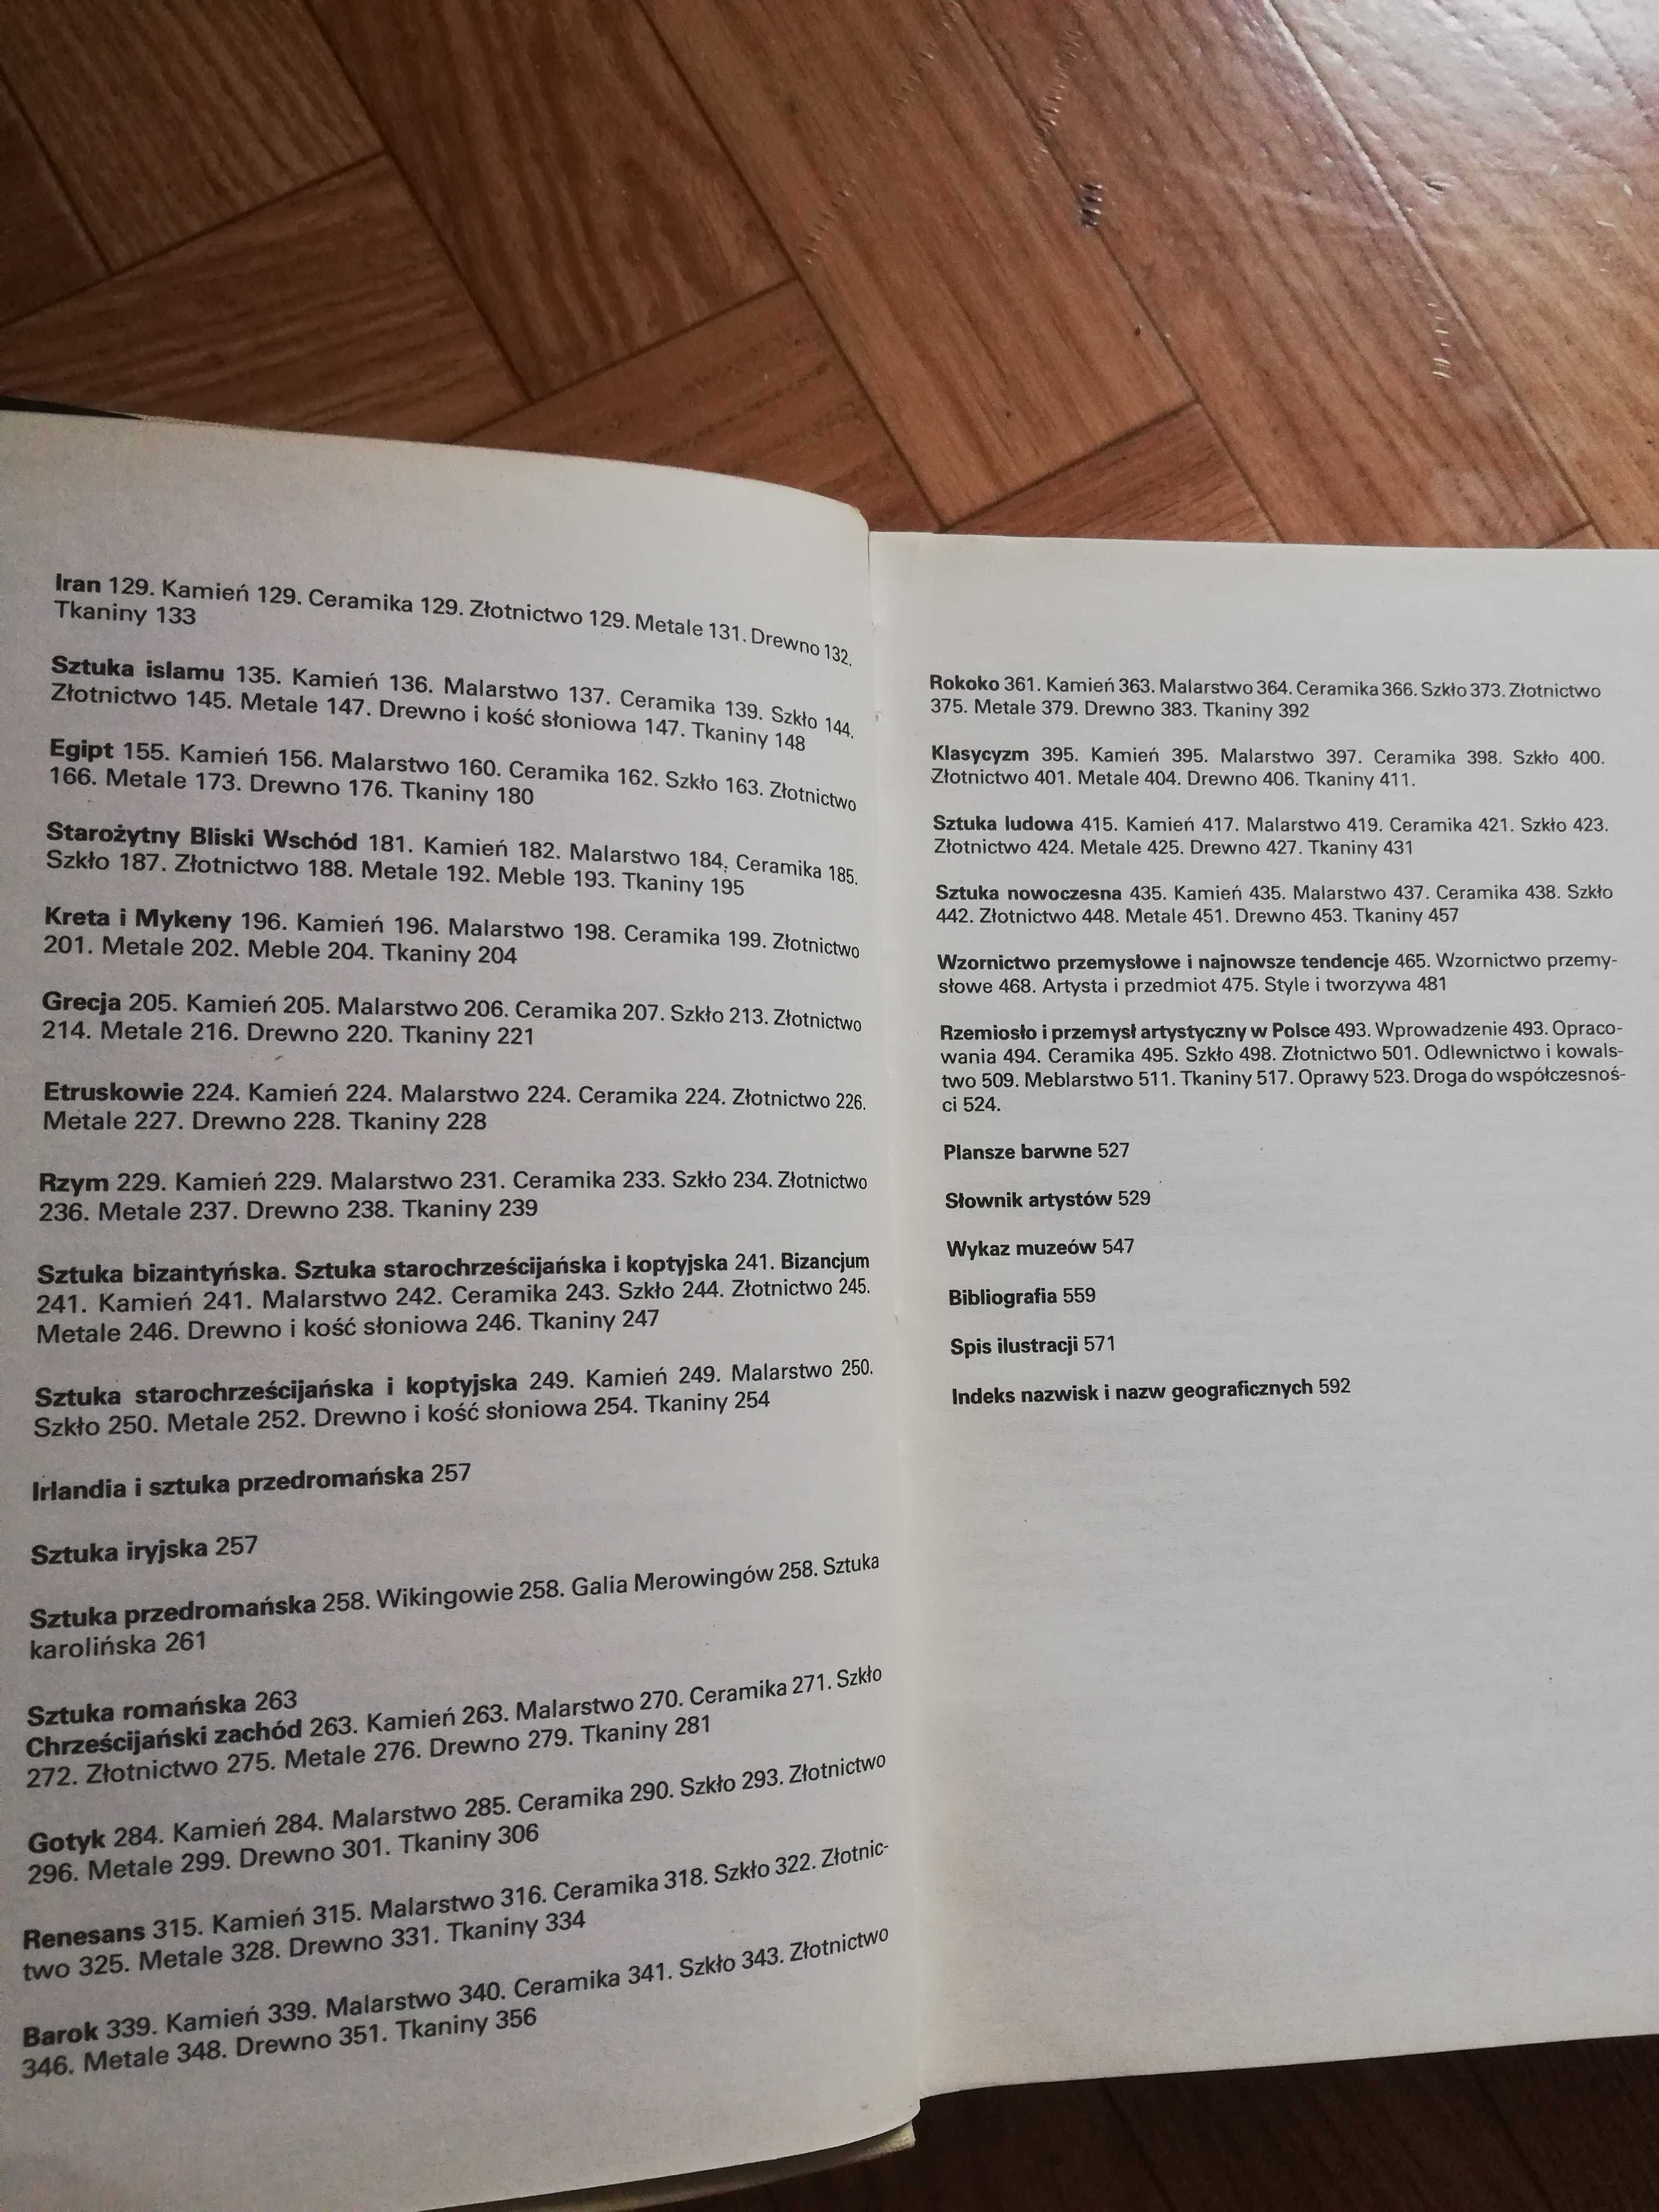 Iran 129. Kamień 129. Ceramika 129. Złotnictwo 129. Metale 131. Drewno 132.
Tkaniny 133
Sztuka islamu 135. Kamień 136. Malarstwo 137. Ceramika 139. Szkło 144.
Złotnictwo 145. Metale 147. Drewno i kość słoniowa 147. Tkaniny 148
Egipt 155. Kamień 156. Malarstwo 160. Ceramika 162. Szkło 163. Złotnictwo
166. Metale 173. Drewno 176. Tkaniny 180
Starożytny Bliski Wschód 181. Kamień 182. Malarstwo 184. Ceramika 185.
Szkło 187. Złotnictwo 188. Metale 192. Meble 193. Tkaniny 195
Kreta i Mykeny 196. Kamień 196. Malarstwo 198. Ceramika 199. Złotnictwo
201. Metale 202. Meble 204. Tkaniny 204
Grecja 205. Kamień 205. Malarstwo 206. Ceramika 207. Szkło 213. Złotnictwo
214. Metale 216. Drewno 220. Tkaniny 221
Etruskowie 224. Kamień 224. Malarstwo 224. Ceramika 224. Złotnictwo 226.
Metale 227. Drewno 228. Tkaniny 228
Rzym 229. Kamień 229. Malarstwo 231. Ceramika 233. Szkło 234. Złotnictwo
236. Metale 237. Drewno 238. Tkaniny 239
Sztuka bizantyńska. Sztuka starochrześcijańska i koptyjska 241. Bizancjum
241. Kamień 241. Malarstwo 242. Ceramika 243. Szkło 244. Złotnictwo 245.
Metale 246. Drewno i kość słoniowa 246. Tkaniny 247
Sztuka starochrześcijańska i koptyjska 249. Kamień 249. Malarstwo 250.
Szkło 250. Metale 252. Drewno i kość słoniowa 254. Tkaniny 254
Irlandia i sztuka przedromańska 257
Sztuka iryjska 257
Sztuka przedromańska 258. Wikingowie 258. Galia Merowingów 258. Sztuka
karolińska 261
Sztuka romańska 263
Chrześcijański zachód 263. Kamień 263. Malarstwo 270. Ceramika 271. Szkło
272. Złotnictwo 275. Metale 276. Drewno 279. Tkaniny 281
Gotyk 284. Kamień 284. Malarstwo 285. Ceramika 290. Szkło 293. Złotnictwo
296. Metale 299. Drewno 301. Tkaniny 306
Renesans 315. Kamień 315. Malarstwo 316. Ceramika 318. Szkło 322. Złotnic-
two 325. Metale 328. Drewno 331. Tkaniny 334
Barok 339. Kamień 339. Malarstwo 340. Ceramika 341. Szkło 343. Złotnictwo
346. Metale 348. Drewno 351. Tkaniny 356
Rokoko 361. Kamień 363. Malarstwo 364. Ceramika 366. Szkło 373. Złotnictwo
375. Metale 379. Drewno 383. Tkaniny 392
Klasycyzm 395. Kamień 395. Malarstwo 397. Ceramika 398. Szkło 400.
Złotnictwo 401. Metale 404. Drewno 406. Tkaniny 411.
Sztuka ludowa 415. Kamień 417. Malarstwo 419. Ceramika 421. Szkło 423.
Złotnictwo 424. Metale 425. Drewno 427. Tkaniny 431
Sztuka nowoczesna 435. Kamień 435. Malarstwo 437. Ceramika 438. Szkło
442. Złotnictwo 448. Metale 451. Drewno 453. Tkaniny 457
Wzornictwo przemysłowe i najnowsze tendencje 465. Wzornictwo przemy-
słowe 468. Artysta i przedmiot 475. Style i tworzywa 481
Rzemiosło i przemysł artystyczny w Polsce 493. Wprowadzenie 493. Opraco-
wania 494. Ceramika 495. Szkło 498. Złotnictwo 501. Odlewnictwo i kowals-
two 509. Meblarstwo 511. Tkaniny 517. Oprawy 523. Droga do współczesnoś-
ci 524.
Plansze barwne 527
Słownik artystów 529
Wykaz muzeów 547
Bibliografia 559
Spis ilustracji 571
Indeks nazwisk i nazw geograficznych 592